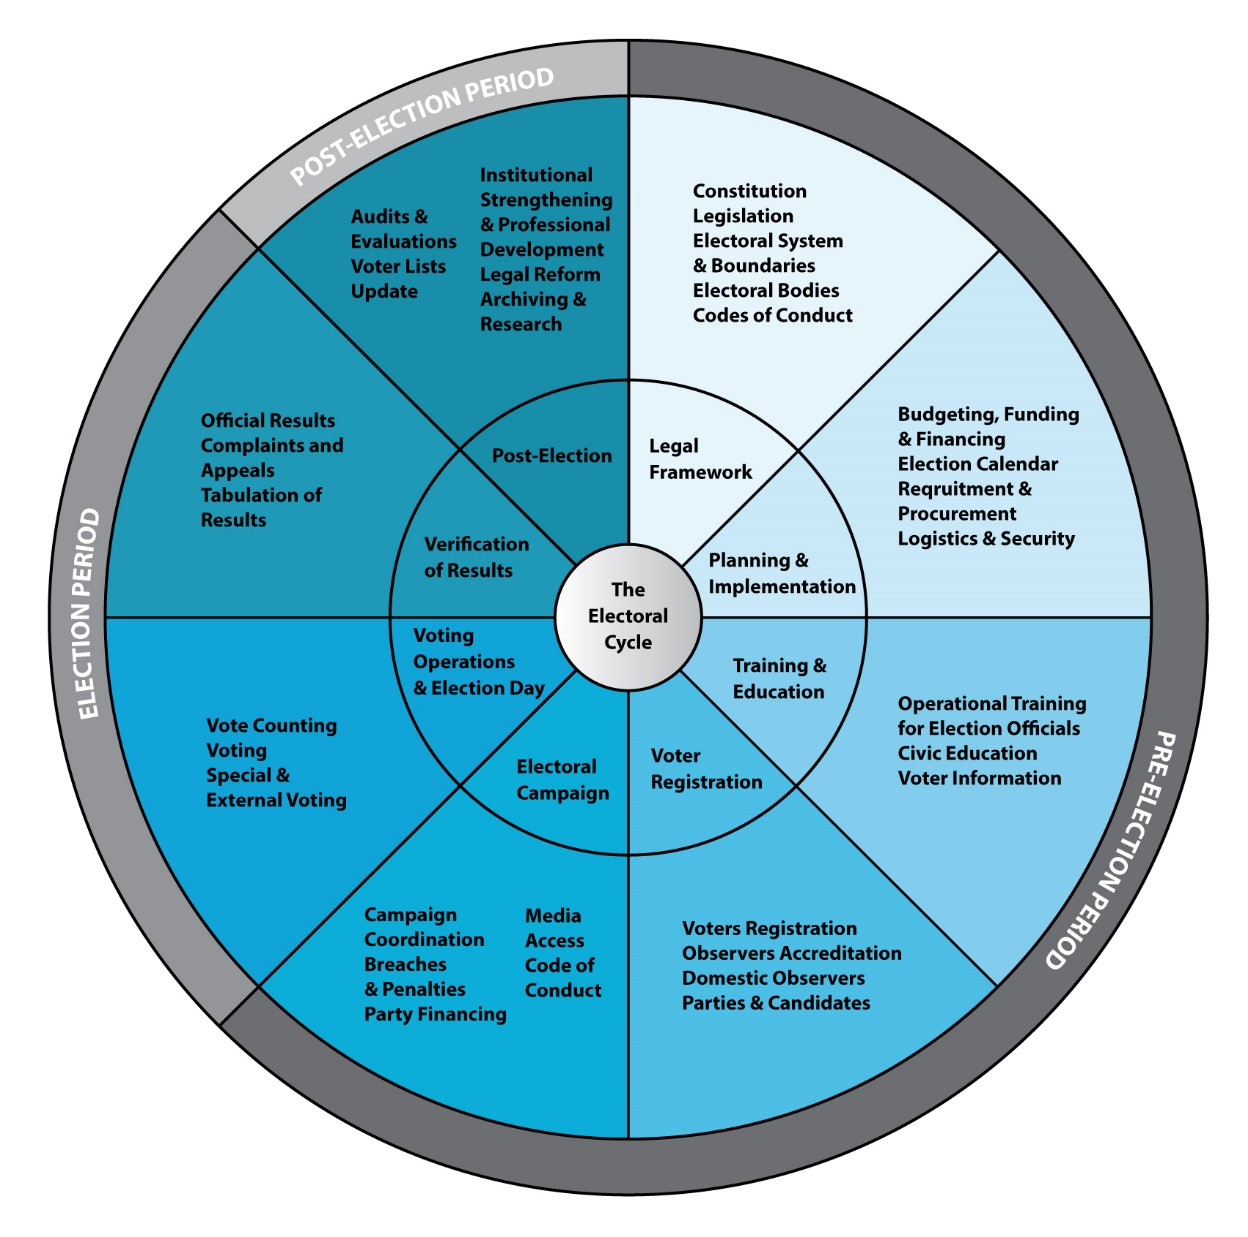 POST-ELECTION PERIOD
Institutional
Strengthening
& Professional
Development
Legal Reform
Archiving &
Research
Audits &
Evaluations
Voter Lists
Update
Constitution
Legislation
Electoral System
& Boundaries
Electoral Bodies
Codes of Conduct
Budgeting, Funding
& Financing
Election Calendar
Reqruitment &
Procurement
Logistics & Security
Official Results
Complaints and
Appeals
Tabulation of
Results
Post-Election
Legal
Framework
Verification
of Results
Planning &
Implementation
The
Electoral
Cycle
ELECTION PERIOD
Voting
Operations
& Election Day
Training &
Education
Operational Training
for Election Officials
Civic Education
Voter Information
Vote Counting
Voting
Special &
External Voting
Electoral
Campaign
Voter
Registration
PRE-ELECTION PERIOD
Campaign
Coordination
Breaches
& Penalties
Party Financing
Media
Access
Code of
Conduct
Voters Registration
Observers Accreditation
Domestic Observers
Parties & Candidates